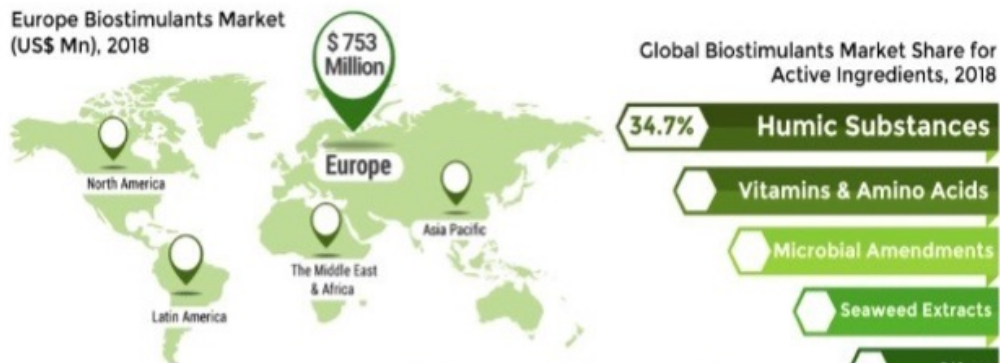 Europe Biostimulants Market
(US$ Mn), 2018
$ 753
Million
Europe
North America
Asia Pacific
The Middle East
& Africa
Latin America
Global Biostimulants Market Share for
Active Ingredients, 2018
34.7%
Humic Substances
Vitamins & Amino Acids
Microbial Amendments
Seaweed Extracts